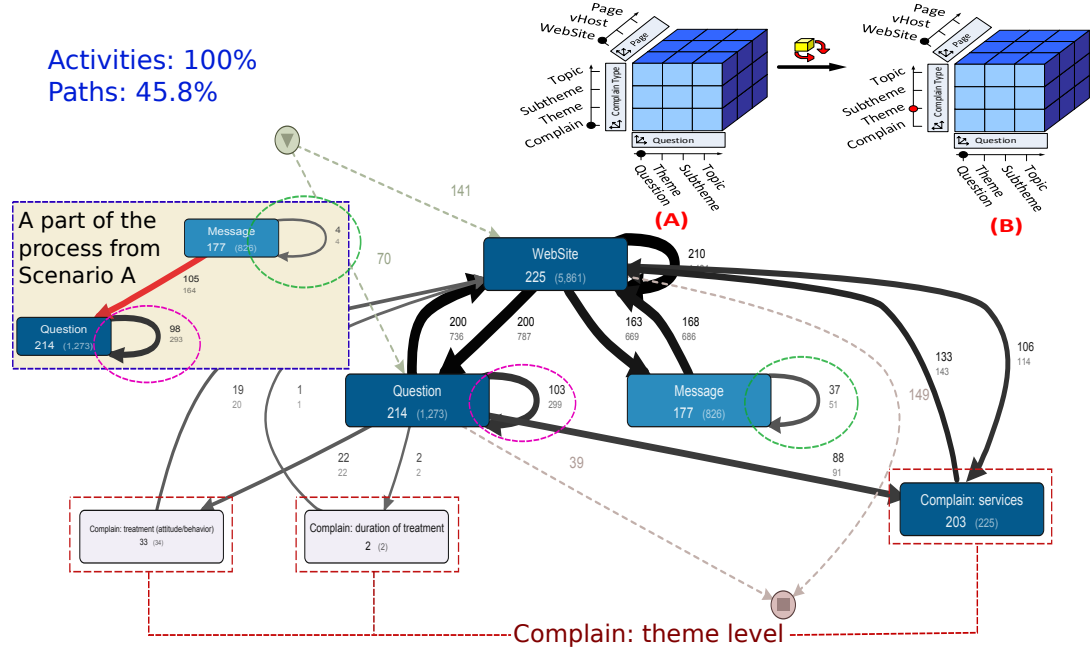 Activities: 100%
Paths: 45.8%
Page
vHost
WebSite
Page
Topic
Subtheme
Theme
Complain
Complain Type
Question
Question
Theme
Subtheme
Topic
(A)
Page
vHost
WebSite
Page
Topic
Subtheme
Theme
Complain
Complain Type
Question
Question
Theme
Subtheme
Topic
(B)
141
70
A part of the
process from
Scenario A
Message
177 (826)
4
4
105
164
Question
214 (1,273)
98
293
WebSite
225 (5,861)
210
200
736
200
787
163
669
168
686
133
143
106
114
149
Question
214 (1,273)
103
299
Message
177 (826)
37
51
19
20
1
1
22
22
2
2
39
88
91
Complain: treatment (attitude/behavior)
33 (34)
Complain: duration of treatment
2 (2)
Complain: services
203 (225)
Complain: theme level